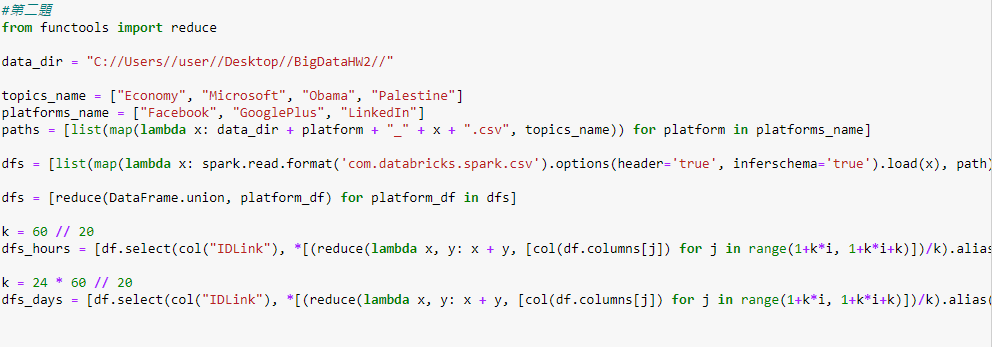 #第二題
from functools import reduce
data_dir = "C://Users//user//Desktop//BigDataHW2//"
topics_name = ["Economy", "Microsoft", "Obama", "Palestine"]
platforms_name = ["Facebook", "GooglePlus", "LinkedIn"]
paths = [list(map(lambda x: data_dir + platform + "_" + x + ".csv", topics_name)) for platform in platforms_name]
dfs = [list(map(lambda x: spark.read.format('com.databricks.spark.csv').options(header='true', inferschema='true').load(x), path)
dfs = [reduce(DataFrame.union, platform_df) for platform_df in dfs]
k = 60 // 20
dfs_hours = [df.select(col("IDLink"), *[(reduce(lambda x, y: x + y, [col(df.columns[j]) for j in range(1+k*i, 1+k*i+k)])/k).alias
k = 24 * 60 // 20
dfs_days = [df.select(col("IDLink"), *[(reduce(lambda x, y: x + y, [col(df.columns[j]) for j in range(1+k*i, 1+k*i+k)])/k).alias(